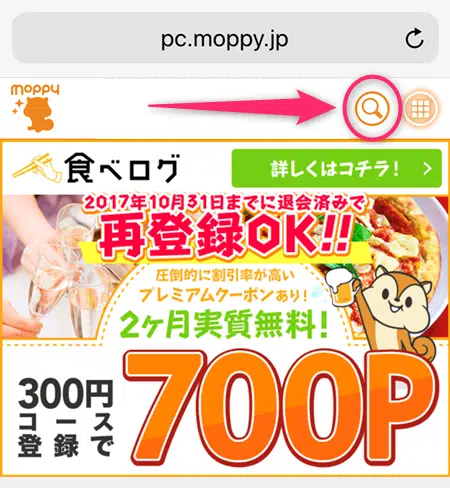 pc.moppy.jp
moppy
食べログ
詳しくはコチラ!
2017年10月31日までに退会済みで
再登録OK!!
圧倒的に割引率が高い
プレミアムクーポンあり!
2ヶ月実質無料!
300円
コース
登録で
700P